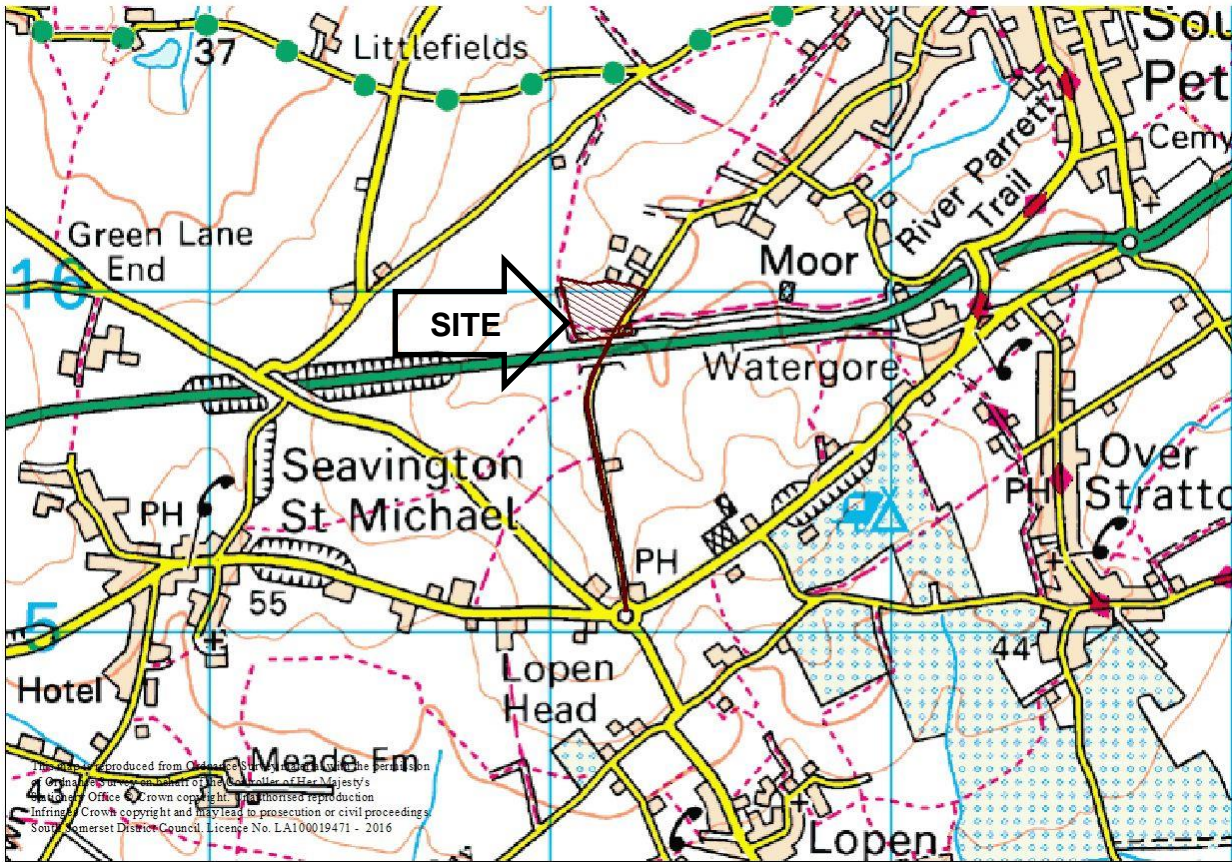 37
Littlefields
Sou
Pet
Cemy
River Parrett
Trail
Green Lane
End
16
Moor
SITE
Watergore
Seavington
St Michael
PH
Over
Stratto
PH
PH
55
5
44
Hotel
Lopen
Head
Meade Fm
This map is reproduced from Ordnance Survey material with the permission
of Ordnance Survey on behalf of the Controller of Her Majesty's
Stationery Office © Crown copyright. Unauthorised reproduction
Infringes Crown copyright and may lead to prosecution or civil proceedings.
South Somerset District Council. Licence No. LA100019471 - 2016
43
wn
Lopen